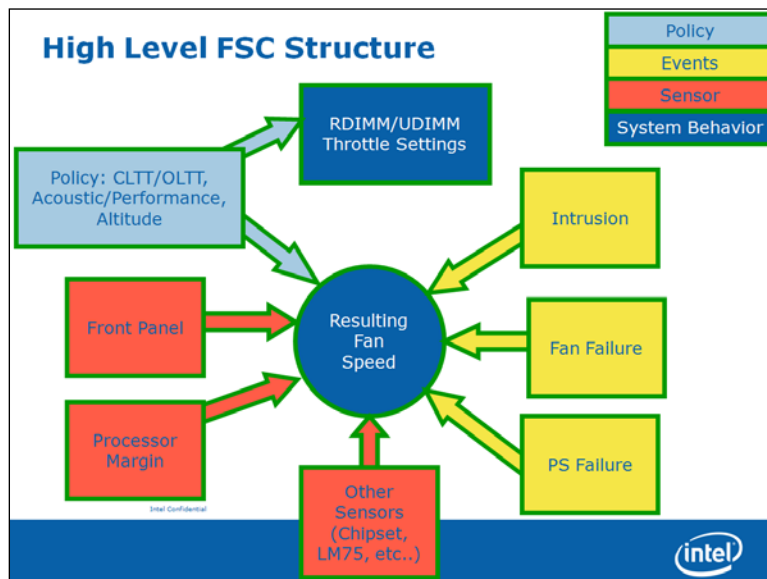 High Level FSC Structure
Policy
Events
Sensor
System Behavior
RDIMM/UDIMM
Throttle Settings
Policy: CLTT/OLTT,
Acoustic/Performance,
Altitude
Intrusion
Front Panel
Resulting
Fan
Speed
Fan Failure
Processor
Margin
PS Failure
Other
Sensors
(Chipset,
LM75, etc..)
Intel Confidential
intel